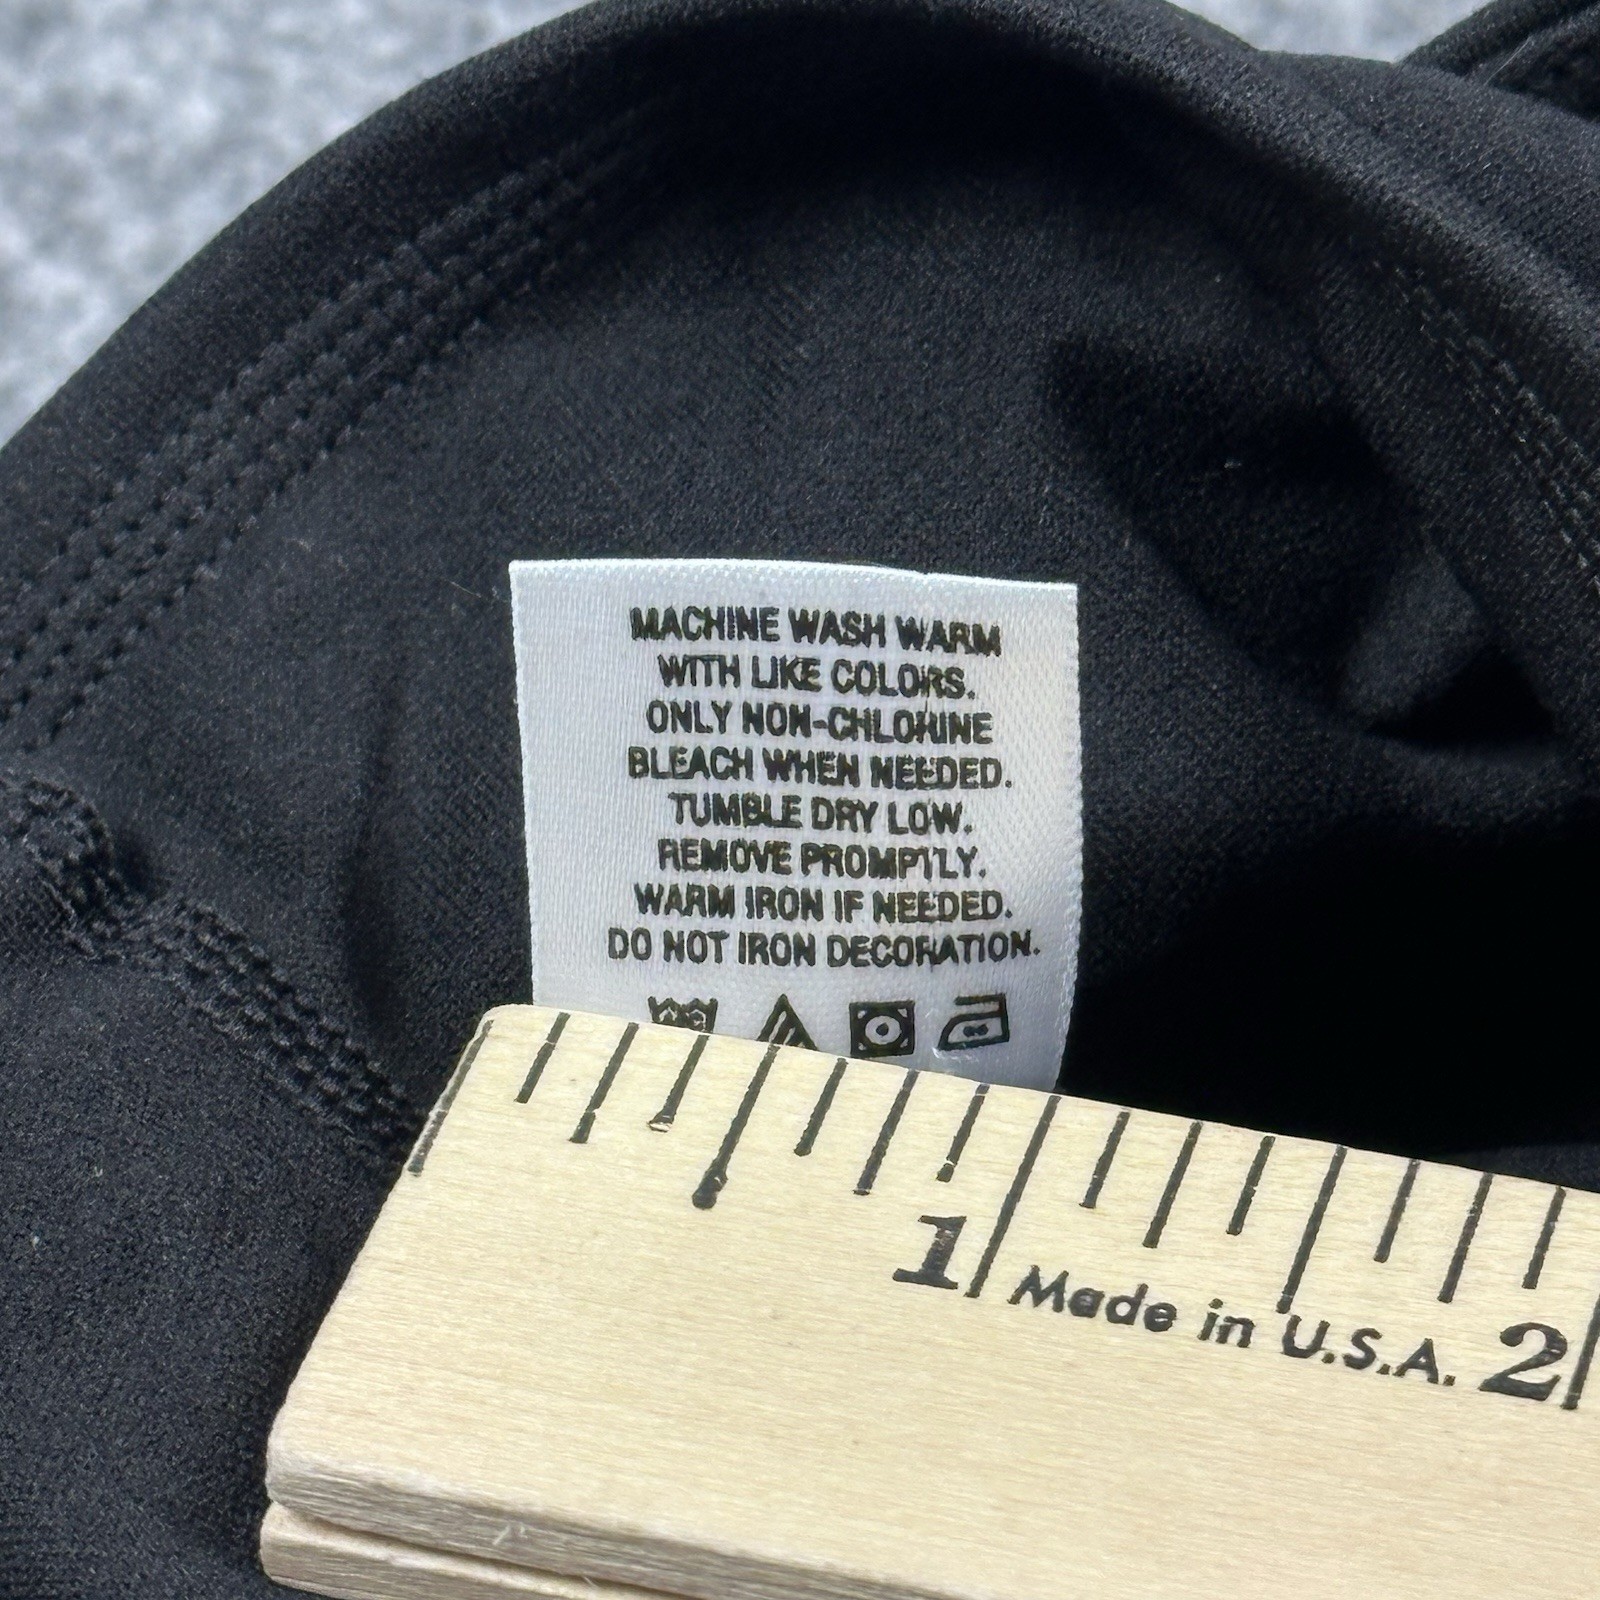 MACHINE WASH WARM
WITH LIKE COLORS.
ONLY NON-CHLORINE
BLEACH WHEN NEEDED.
TUMBLE DRY LOW.
REMOVE PROMPTLY.
WARM IRON IF NEEDED.
DO NOT IRON DECORATION.
1
Made in U.S.A.
2